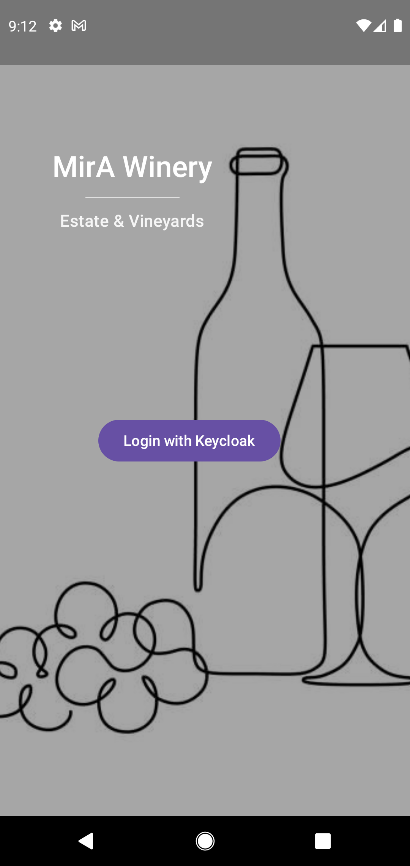 9:12
MirA Winery
Estate & Vineyards
Login with Keycloak